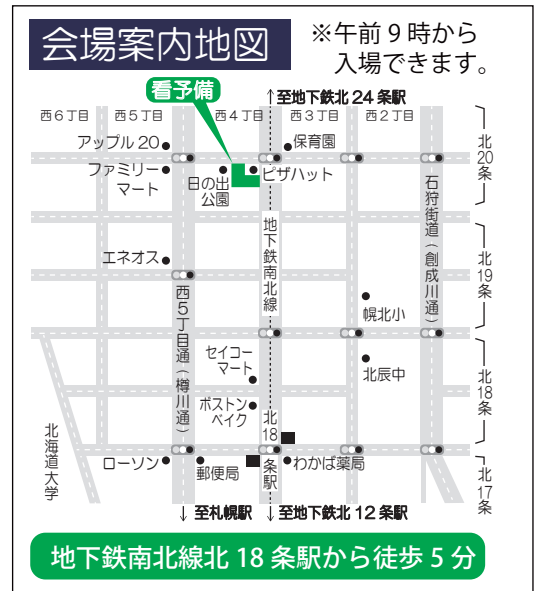 会場案内地図
※午前9時から
入場できます。
看予備
↑至地下鉄北24条駅
西6丁目
西5丁目
西4丁目
西3丁目
西2丁目
アップル20
保育園
ファミリー
マート
日の出
公園
ピザハット
北20条
石狩街道(創成川通)
地下鉄南北線
エネオス
北19条
西5丁目通(樽川通)
幌北小
セイコー
マート
北辰中
北18条
ボストン
ベイク
北18条駅
北海道大学
ローソン
郵便局
わかば薬局
北17条
↓ 至札幌駅
↓至地下鉄北12条駅
地下鉄南北線北18条駅から徒歩5分